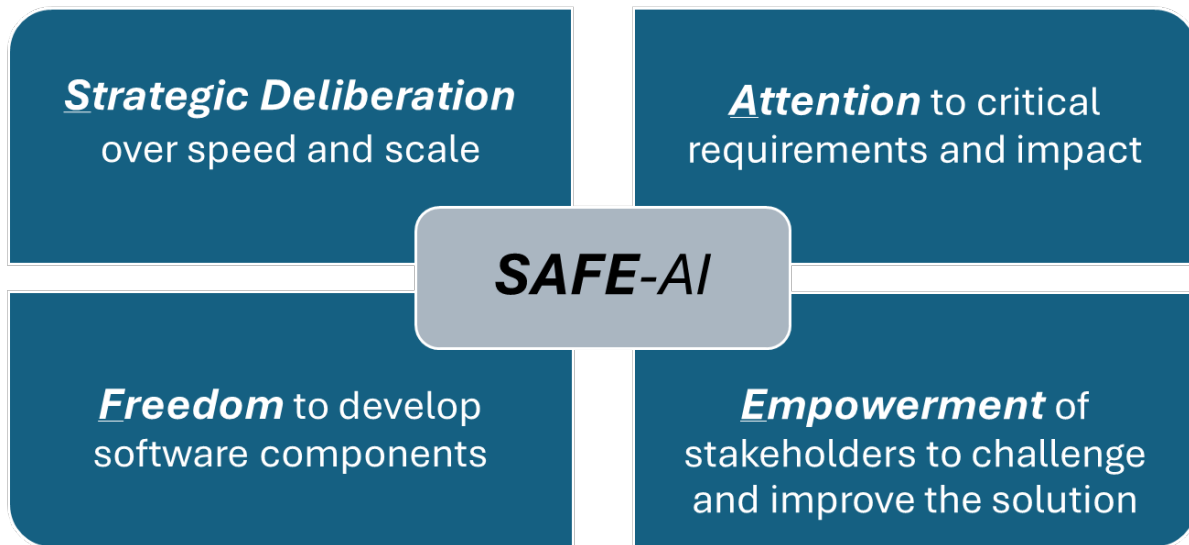 Strategic Deliberation
over speed and scale
Attention to critical
requirements and impact
SAFE-AI
Freedom to develop
software components
Empowerment of
stakeholders to challenge
and improve the solution